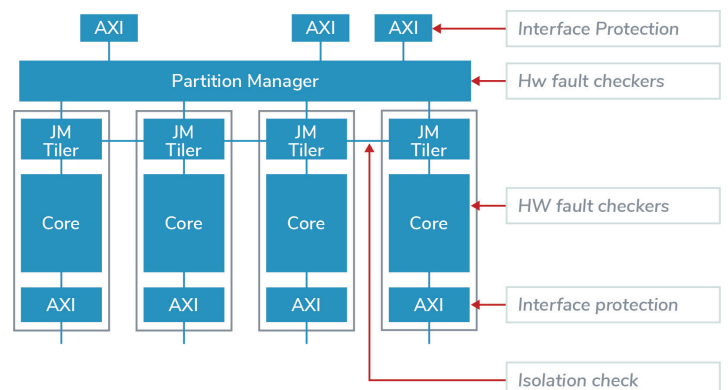 AXI
AXI
AXI
Interface Protection
Partition Manager
Hw fault checkers
JM
Tiler
JM
Tiler
JM
Tiler
JM
Tiler
Core
Core
Core
Core
HW fault checkers
AXI
AXI
AXI
AXI
Interface protection
Isolation check